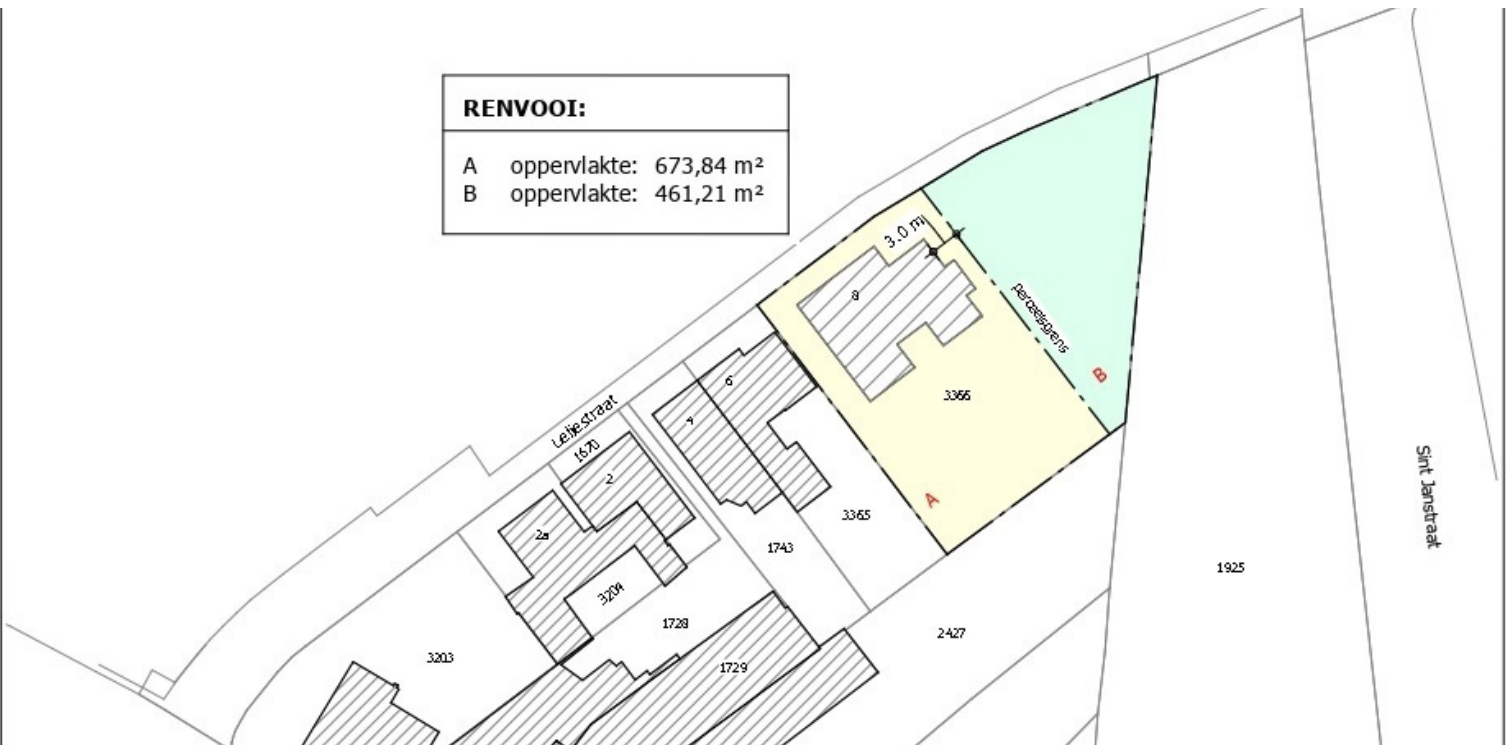 RENVOOI:
A oppervlakte: 673,84 m²
B oppervlakte: 461,21 m²
3.0 m
8
perceelsgrens
B
6
3366
4
Leliestraat
1670
2
A
Sint Janstraat
2a
3365
1743
1925
3204
1728
2427
3203
1729